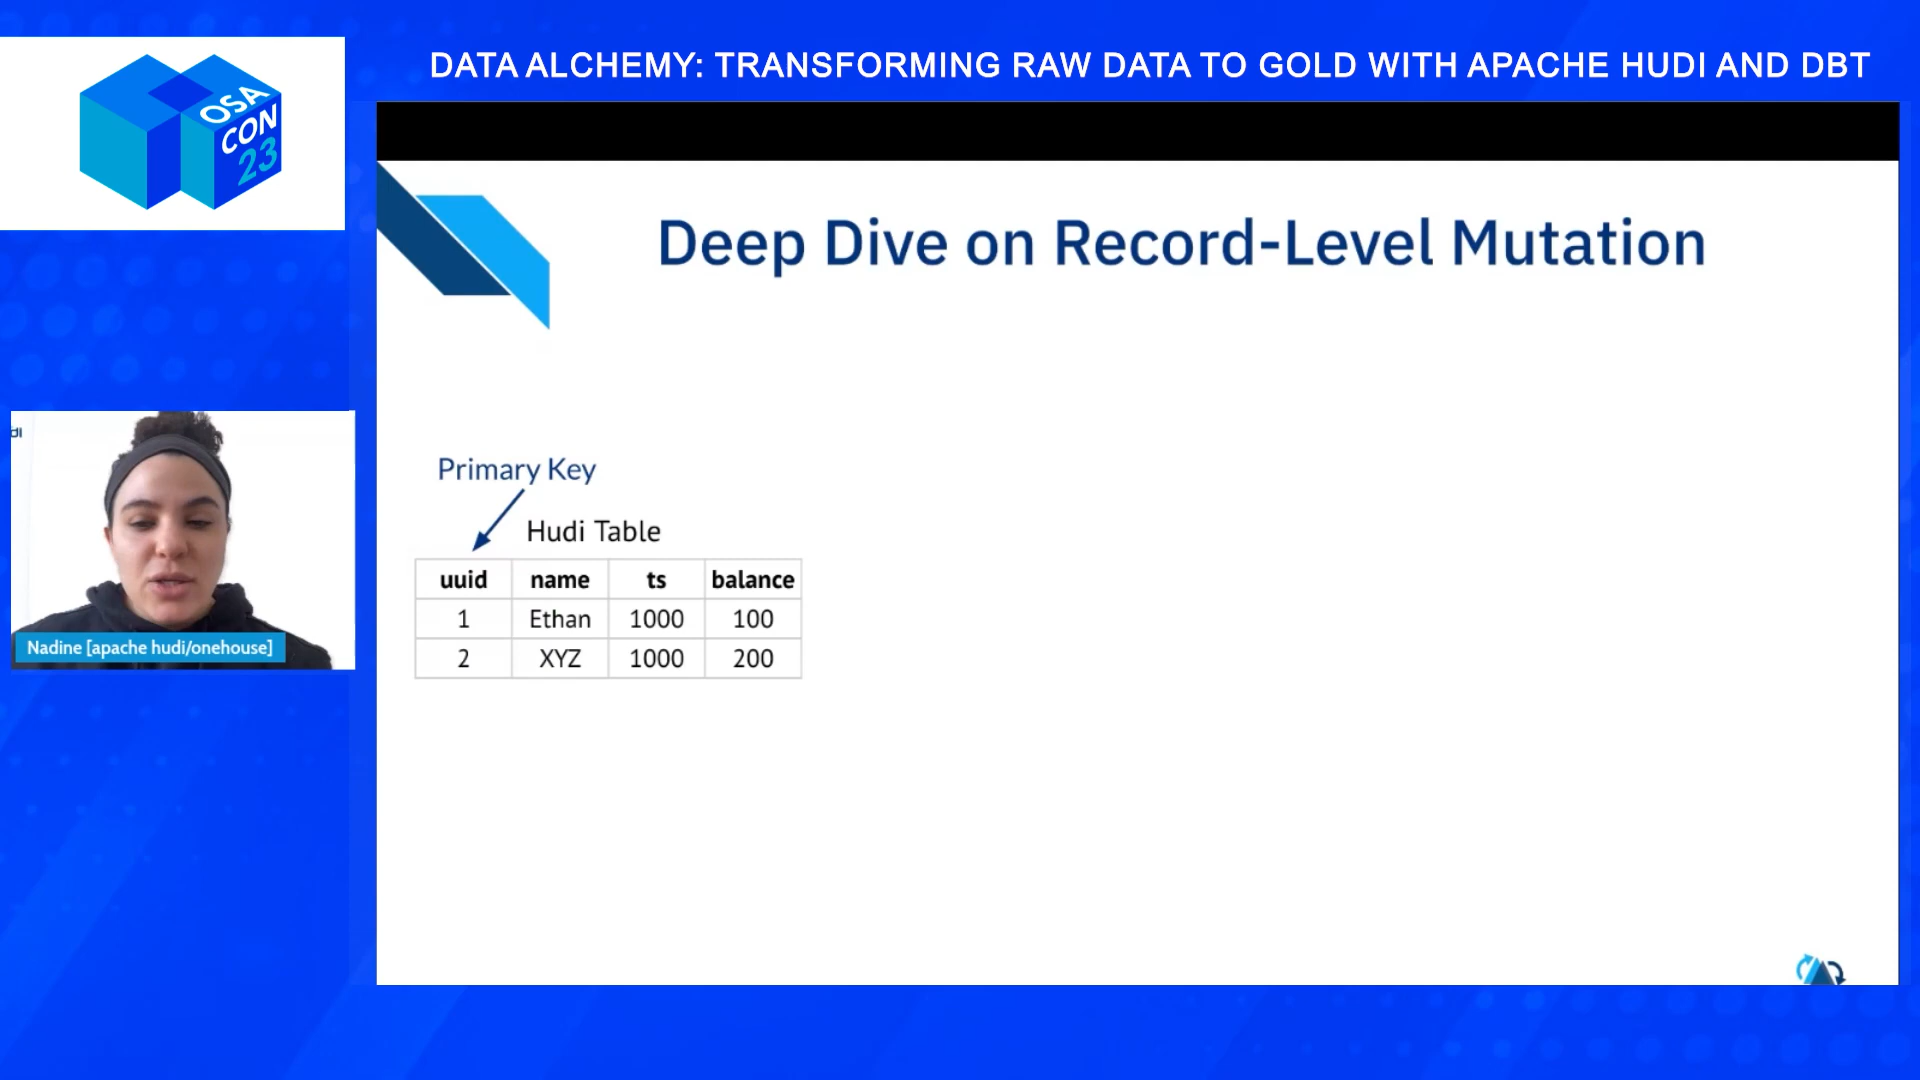 DATA ALCHEMY: TRANSFORMING RAW DATA TO GOLD WITH APACHE HUDI AND DBT
OSA
CON
23
Deep Dive on Record-Level Mutation
Primary Key
Hudi Table
uuid name ts balance
1 Ethan 1000 100
2 XYZ 1000 200
Nadine [apache hudi/onehouse]